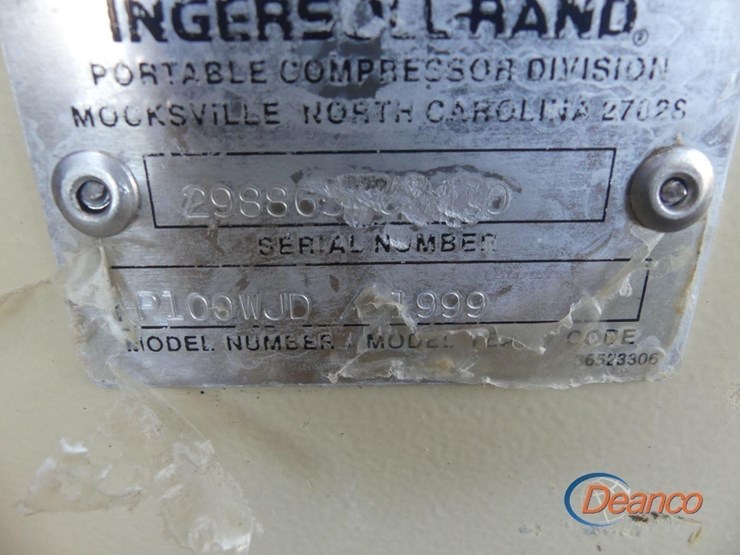 INGERSOLL-RAND®
PORTABLE COMPRESSOR DIVISION
MOCKSVILLE NORTH CAROLINA 27028
SERIAL NUMBER
P100WJD / 1999
MODEL NUMBER / MODEL YEAR CODE
36523306
Deanco